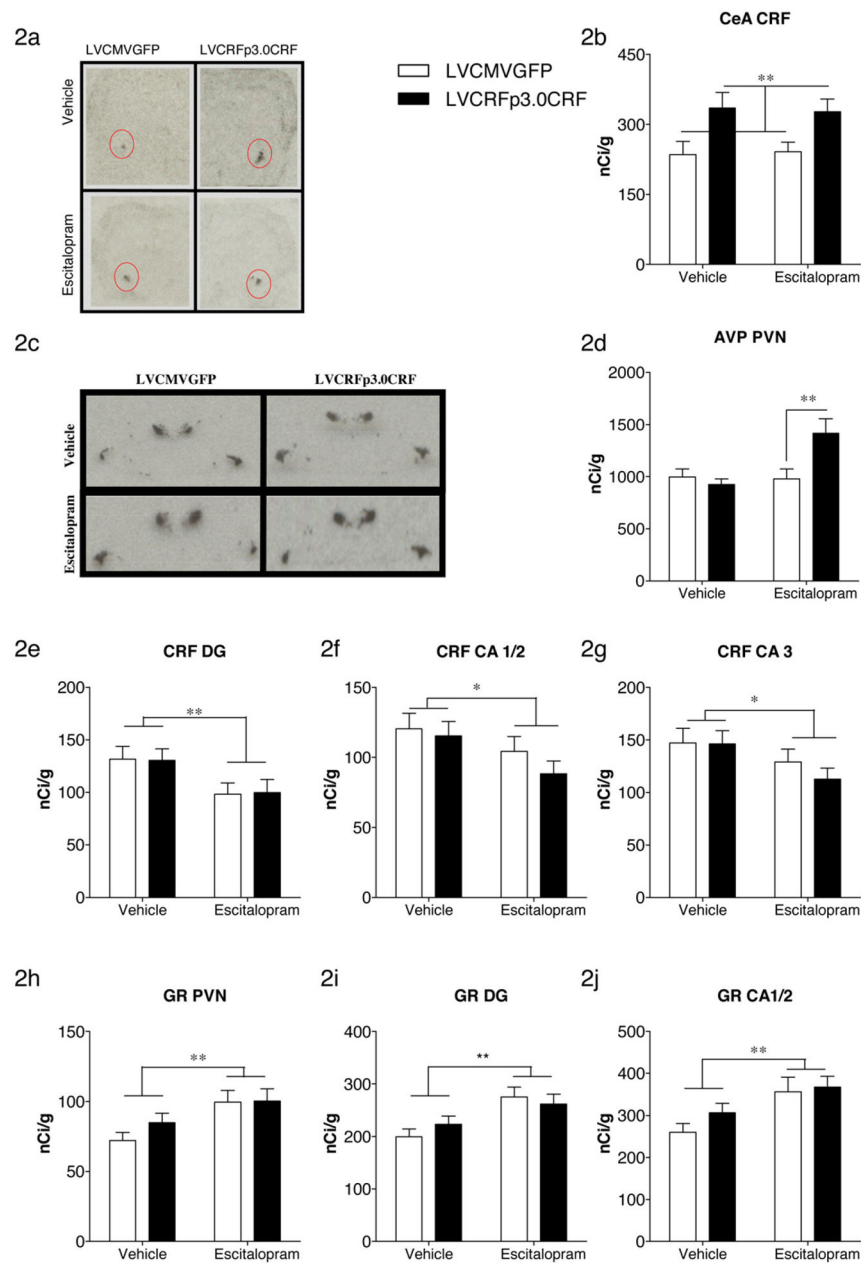 2a
LVCMVGFP LVCRFp3.0CRF
Vehicle
Escitalopram
LVCMVGFP
LVCRFp3.0CRF
2b
CeA CRF
nCi/g
450
300
150
0
**
Vehicle Escitalopram
2c
LVCMVGFP LVCRFp3.0CRF
Vehicle
Escitalopram
2d
AVP PVN
nCi/g
2000
1500
1000
500
0
**
Vehicle Escitalopram
2e
CRF DG
nCi/g
200
150
100
50
0
**
Vehicle Escitalopram
2f
CRF CA 1/2
nCi/g
150
100
50
0
*
Vehicle Escitalopram
2g
CRF CA 3
nCi/g
200
150
100
50
0
*
Vehicle Escitalopram
2h
GR PVN
nCi/g
150
100
50
0
**
Vehicle Escitalopram
2i
GR DG
nCi/g
400
300
200
100
0
**
Vehicle Escitalopram
2j
GR CA1/2
nCi/g
500
400
300
200
100
0
**
Vehicle Escitalopram